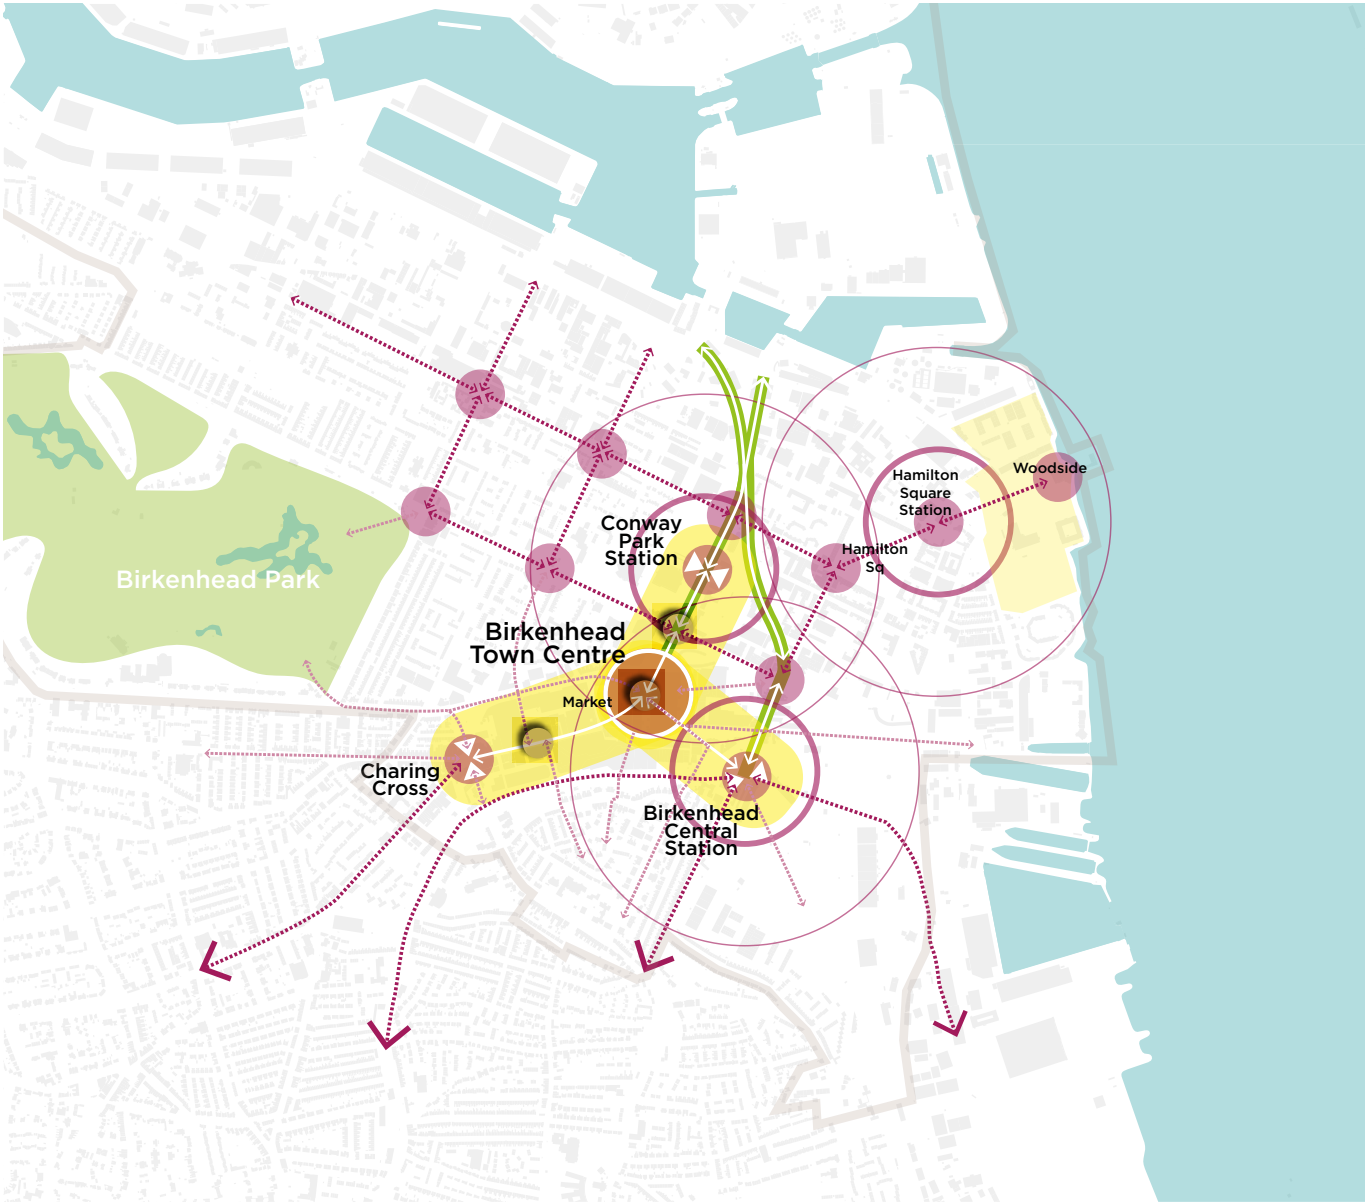 Woodside
Hamilton
Square
Station
Conway
Park
Station
Hamilton
Sq
Birkenhead Park
Birkenhead
Town Centre
Market
Charing
Cross
Birkenhead
Central
Station